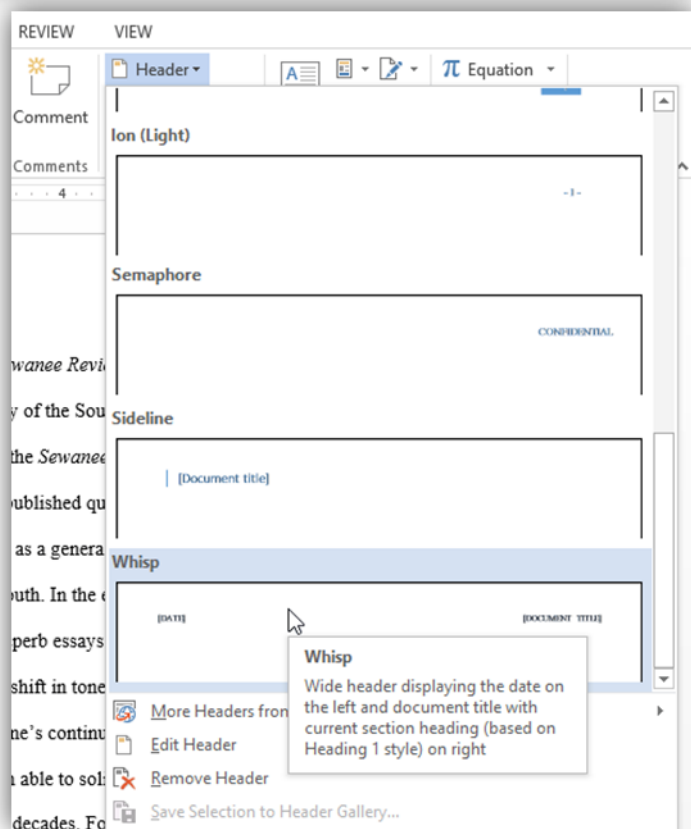 REVIEW VIEW
Header
Equation
Comment
Ion (Light)
Comments
- 1 -
4
Semaphore
CONFIDENTIAL
wanee Revi
y of the Sou
Sideline
the Sewanee
[Document title]
ublished qu
as a genera
Whisp
outh. In the e
[DATE] [DOCUMENT TITLE]
perb essays
Whisp
shift in tone
Wide header displaying the date on
the left and document title with
current section heading (based on
Heading 1 style) on right
More Headers from
ne's continu
Edit Header
n able to sol
Remove Header
decades. Fo
Save Selection to Header Gallery...